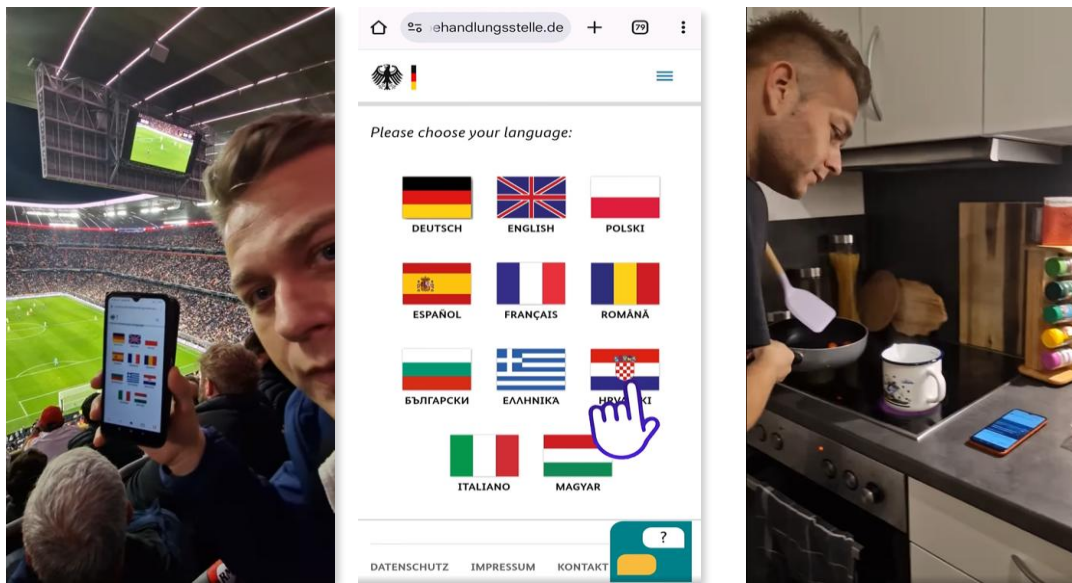 ehandlungsstelle.de
79
Please choose your language:
DEUTSCH
ENGLISH
POLSKI
ESPAÑOL
FRANÇAIS
ROMÂNĂ
БЪЛГАРСКИ
ΕΛΛΗΝΙΚΆ
ITALIANO
MAGYAR
DATENSCHUTZ
IMPRESSUM
KONTAKT
?